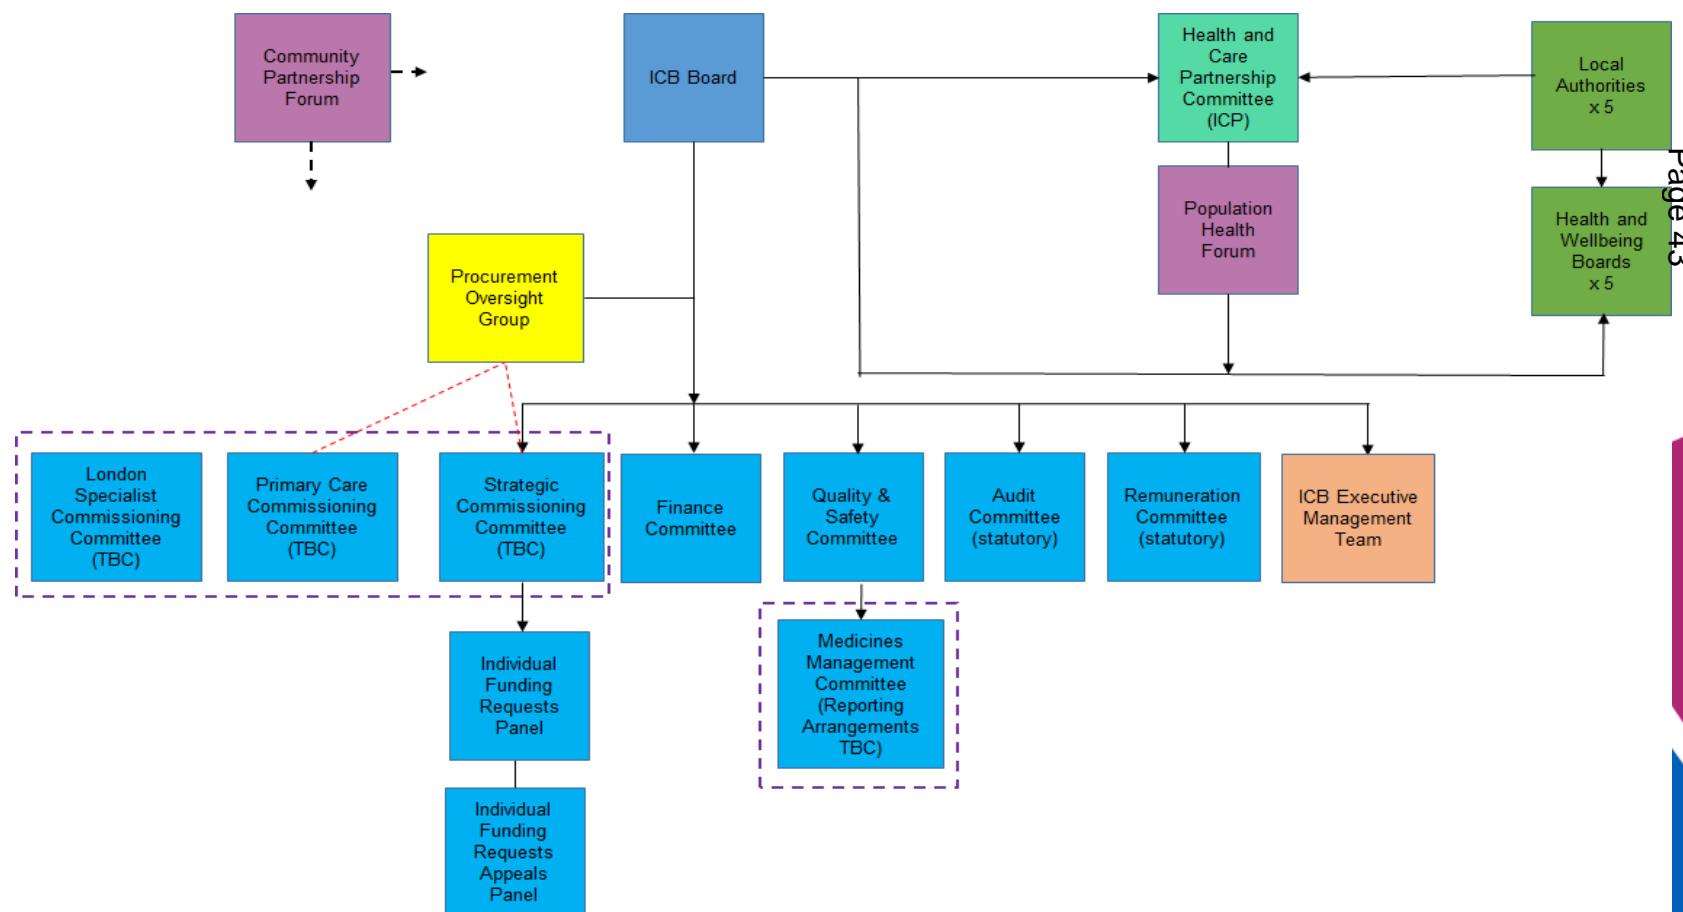 Community
Partnership
Forum
ICB Board
Health and
Care
Partnership
Committee
(ICP)
Local
Authorities
x 5
Page 43
Population
Health
Forum
Health and
Wellbeing
Boards
x 5
Procurement
Oversight
Group
London
Specialist
Commissioning
Committee
(TBC)
Primary Care
Commissioning
Committee
(TBC)
Strategic
Commissioning
Committee
(TBC)
Finance
Committee
Quality &
Safety
Committee
Audit
Committee
(statutory)
Remuneration
Committee
(statutory)
ICB Executive
Management
Team
Individual
Funding
Requests
Panel
Medicines
Management
Committee
(Reporting
Arrangements
TBC)
Individual
Funding
Requests
Appeals
Panel